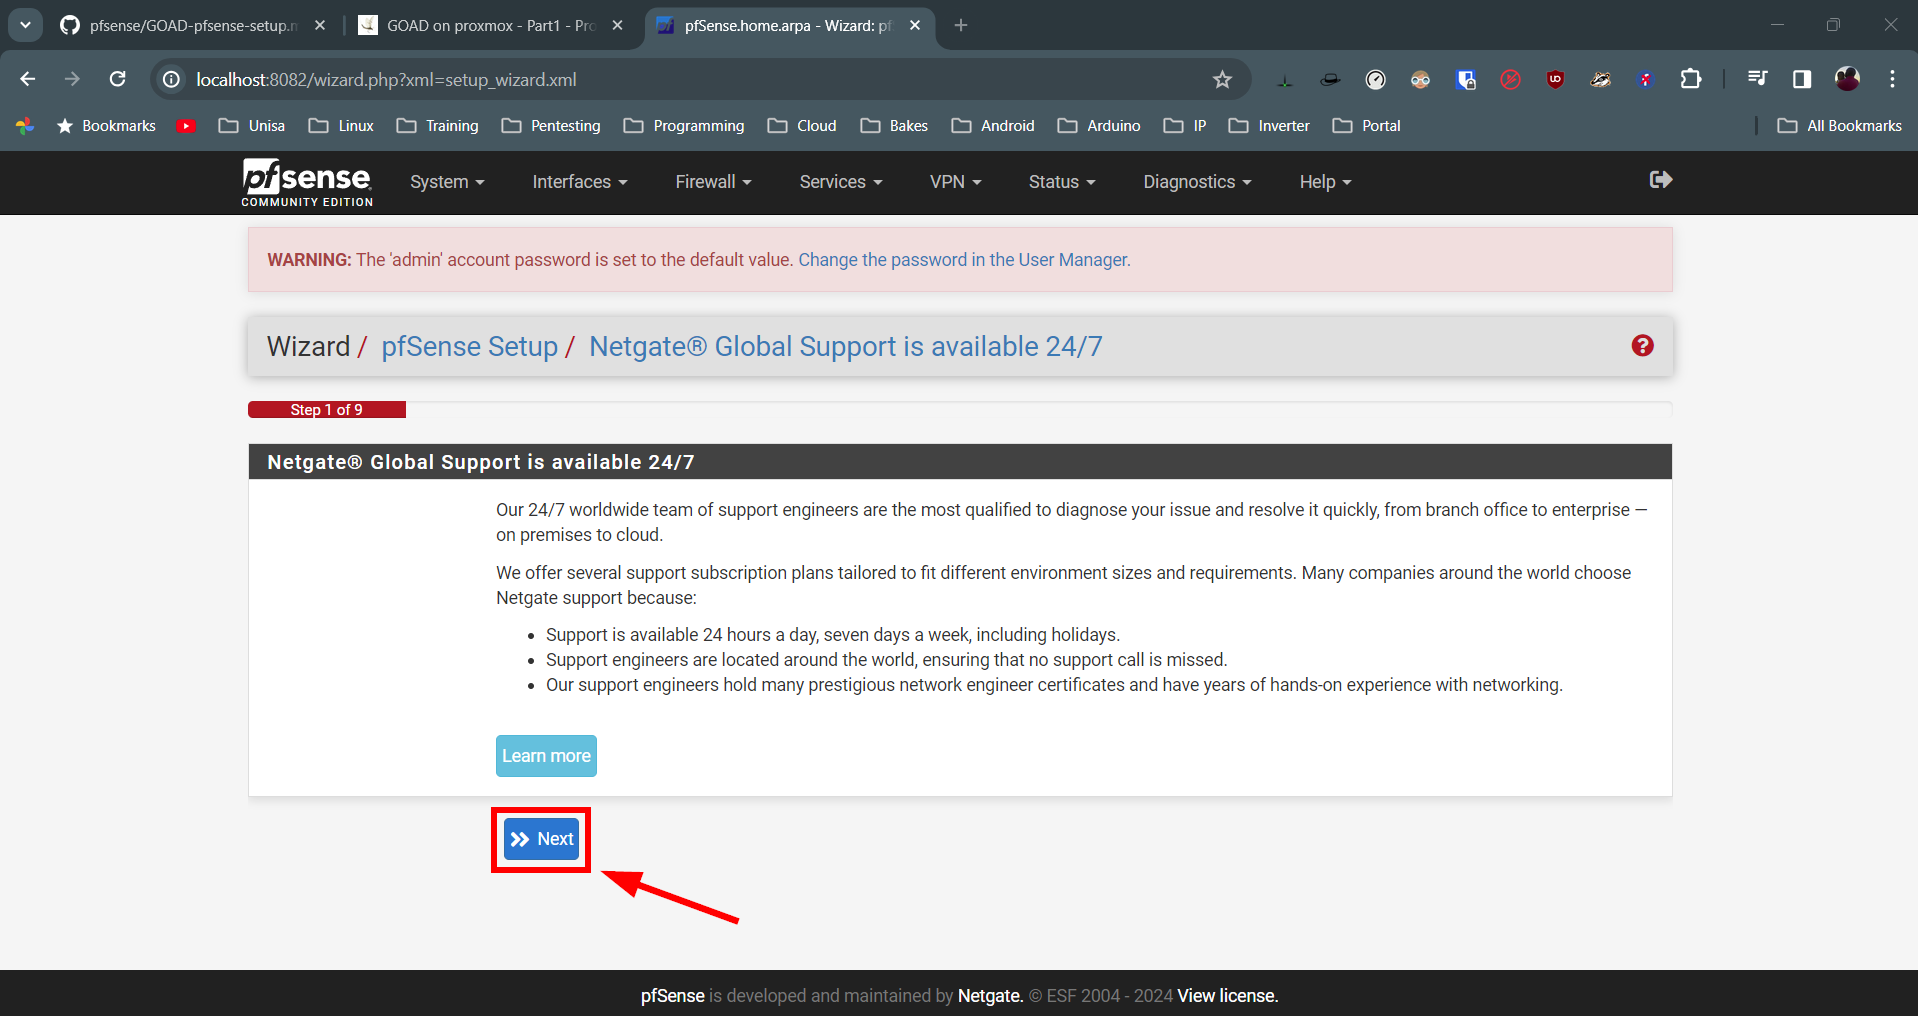 pfsense/GOAD-pfsense-setup.m
GOAD on proxmox - Part1 - Pro
pfSense.home.arpa - Wizard: pf
localhost:8082/wizard.php?xml=setup_wizard.xml
Bookmarks
Unisa
Linux
Training
Pentesting
Programming
Cloud
Bakes
Android
Arduino
IP
Inverter
Portal
All Bookmarks
pfsense
COMMUNITY EDITION
System
Interfaces
Firewall
Services
VPN
Status
Diagnostics
Help
WARNING: The 'admin' account password is set to the default value. Change the password in the User Manager.
Wizard / pfSense Setup / Netgate® Global Support is available 24/7
Step 1 of 9
Netgate® Global Support is available 24/7
Our 24/7 worldwide team of support engineers are the most qualified to diagnose your issue and resolve it quickly, from branch office to enterprise —
on premises to cloud.
We offer several support subscription plans tailored to fit different environment sizes and requirements. Many companies around the world choose
Netgate support because:
• Support is available 24 hours a day, seven days a week, including holidays.
• Support engineers are located around the world, ensuring that no support call is missed.
• Our support engineers hold many prestigious network engineer certificates and have years of hands-on experience with networking.
Learn more
Next
pfSense is developed and maintained by Netgate. © ESF 2004 - 2024 View license.